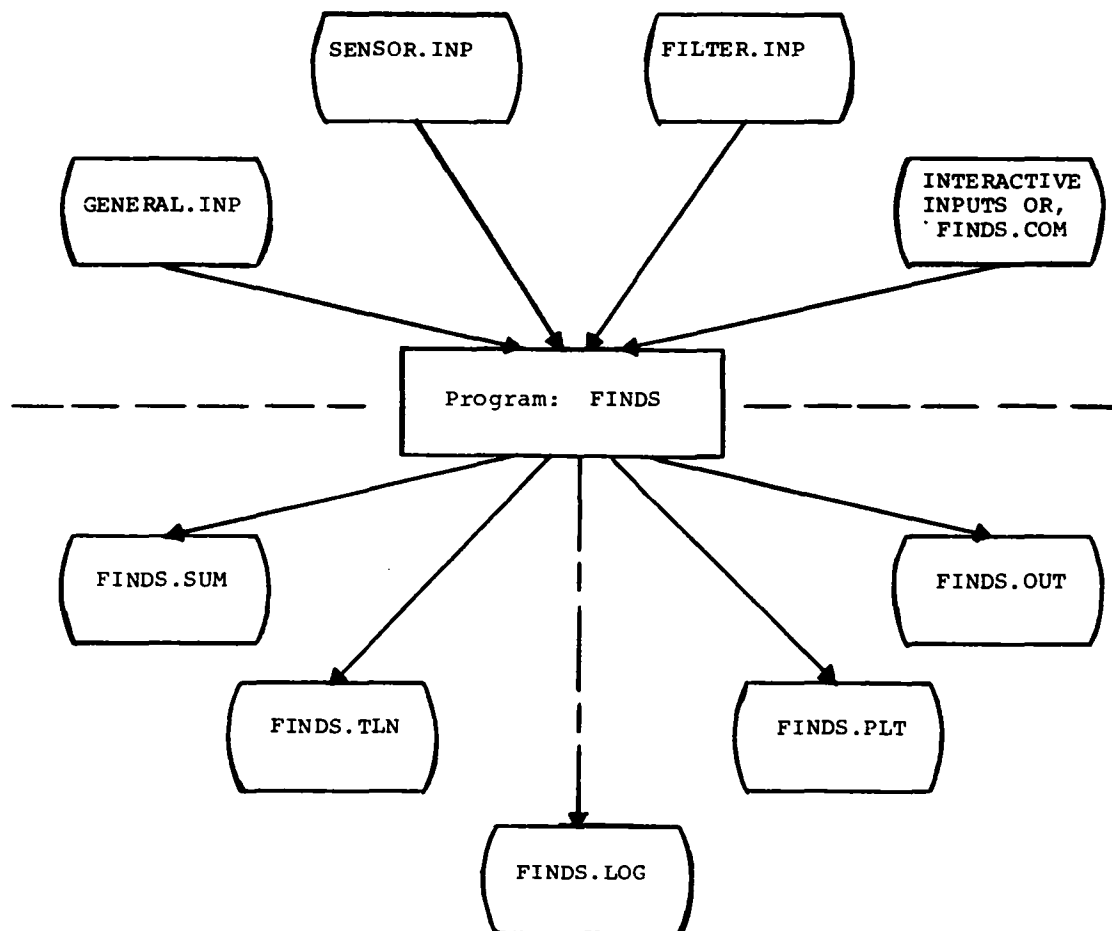 SENSOR.INP
FILTER.INP
GENERAL.INP
INTERACTIVE
INPUTS OR,
FINDS.COM
Program: FINDS
FINDS.SUM
FINDS.OUT
FINDS.TLN
FINDS.PLT
FINDS.LOG